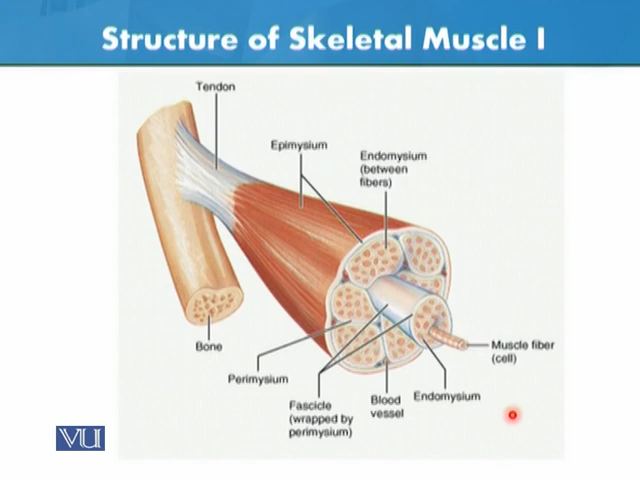 Structure of Skeletal Muscle I
Tendon
Epimysium
Endomysium
(between
fibers)
Bone
Perimysium
Fascicle
(wrapped by
perimysium)
Blood
vessel
Endomysium
Muscle fiber
(cell)
VU